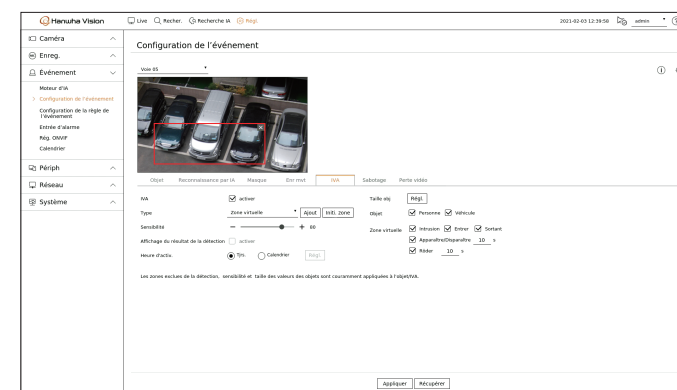 Hanwha Vision
Live Recher. Recherche IA Régl.
2021-02-03 12:39:58 admin
Caméra
Enreg.
Événement
Moteur d'IA
Configuration de l'événement
Configuration de la règle de
l'événement
Entrée d'alarme
Rég. ONVIF
Calendrier
Périph
Réseau
Système
Configuration de l'événement
Voie 05
Objet Reconnaissance par IA Masque Enr mvt IVA Sabotage Perte vidéo
IVA activer
Type Zone virtuelle Ajout Initi. zone
Sensibilité 80
Affichage du résultat de la détection activer
Heure d'activ. Tjrs. Calendrier Régl.
Taille obj Régl.
Objet Personne Véhicule
Zone virtuelle Intrusion Entrer Sortant
Apparaître/Disparaître 10 s
Rôder 10 s
Les zones exclues de la détection, sensibilité et taille des valeurs des objets sont couramment appliquées à l'objet/IVA.
Appliquer Récupérer